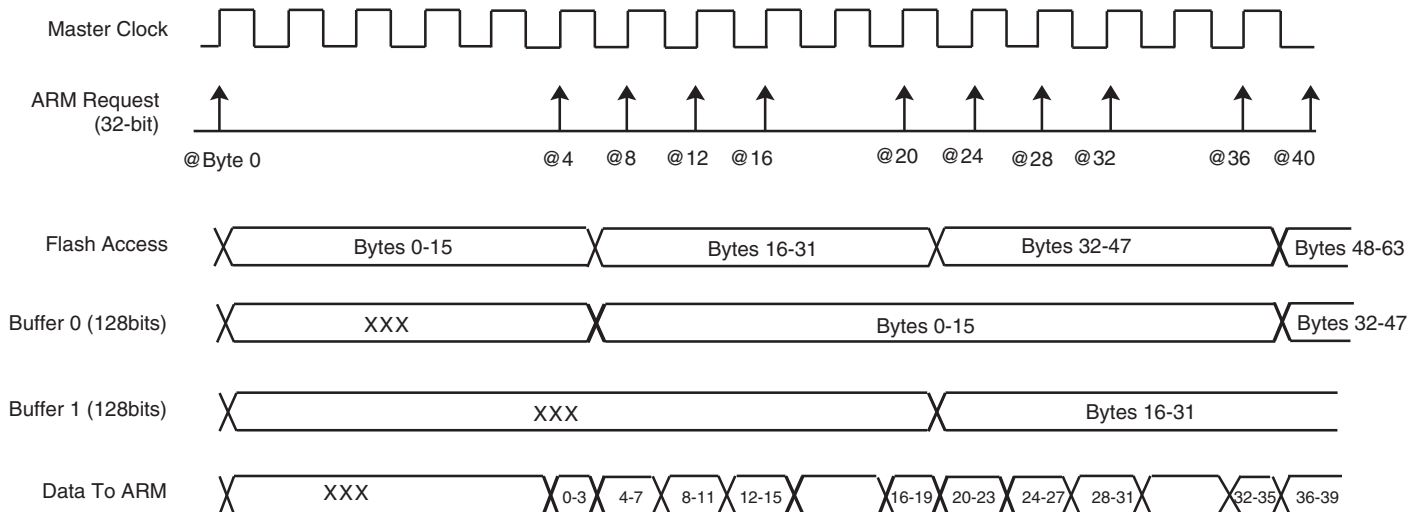 Master Clock
ARM Request
(32-bit)
@Byte 0 @4 @8 @12 @16 @20 @24 @28 @32 @36 @40
Flash Access Bytes 0-15 Bytes 16-31 Bytes 32-47 Bytes 48-63
Buffer 0 (128bits) XXX Bytes 0-15 Bytes 32-47
Buffer 1 (128bits) XXX Bytes 16-31
Data To ARM XXX 0-3 4-7 8-11 12-15 16-19 20-23 24-27 28-31 32-35 36-39